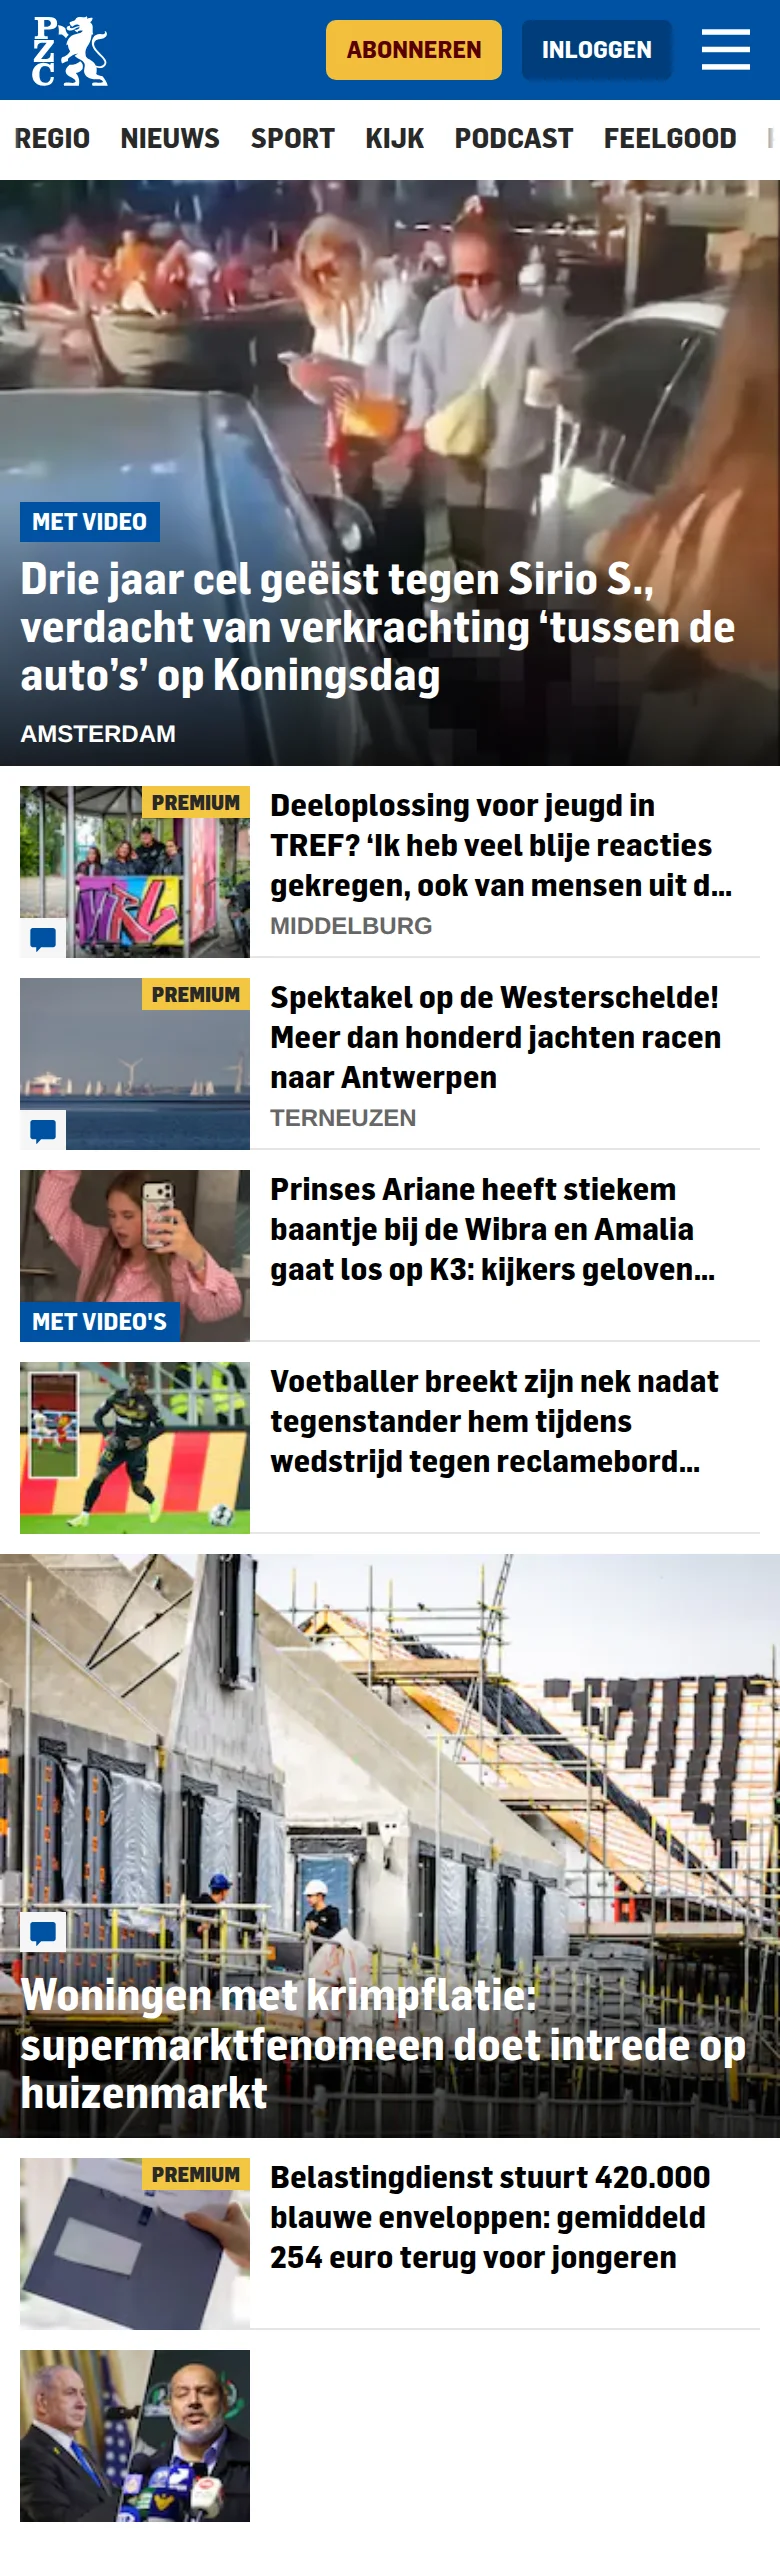 PZC
ABONNEREN
INLOGGEN
REGIO NIEUWS SPORT KIJK PODCAST FEELGOOD
MET VIDEO
Drie jaar cel geëist tegen Sirio S.,
verdacht van verkrachting ‘tussen de
auto’s’ op Koningsdag
AMSTERDAM
PREMIUM
Deeloplossing voor jeugd in
TREF? ‘Ik heb veel blije reacties
gekregen, ook van mensen uit d...
MIDDELBURG
PREMIUM
Spektakel op de Westerschelde!
Meer dan honderd jachten racen
naar Antwerpen
TERNEUZEN
MET VIDEO'S
Prinses Ariane heeft stiekem
baantje bij de Wibra en Amalia
gaat los op K3: kijkers geloven...
Voetballer breekt zijn nek nadat
tegenstander hem tijdens
wedstrijd tegen reclamebord...
Woningen met krimpflatie:
supermarktfenomeen doet intrede op
huizenmarkt
PREMIUM
Belastingdienst stuurt 420.000
blauwe enveloppen: gemiddeld
254 euro terug voor jongeren